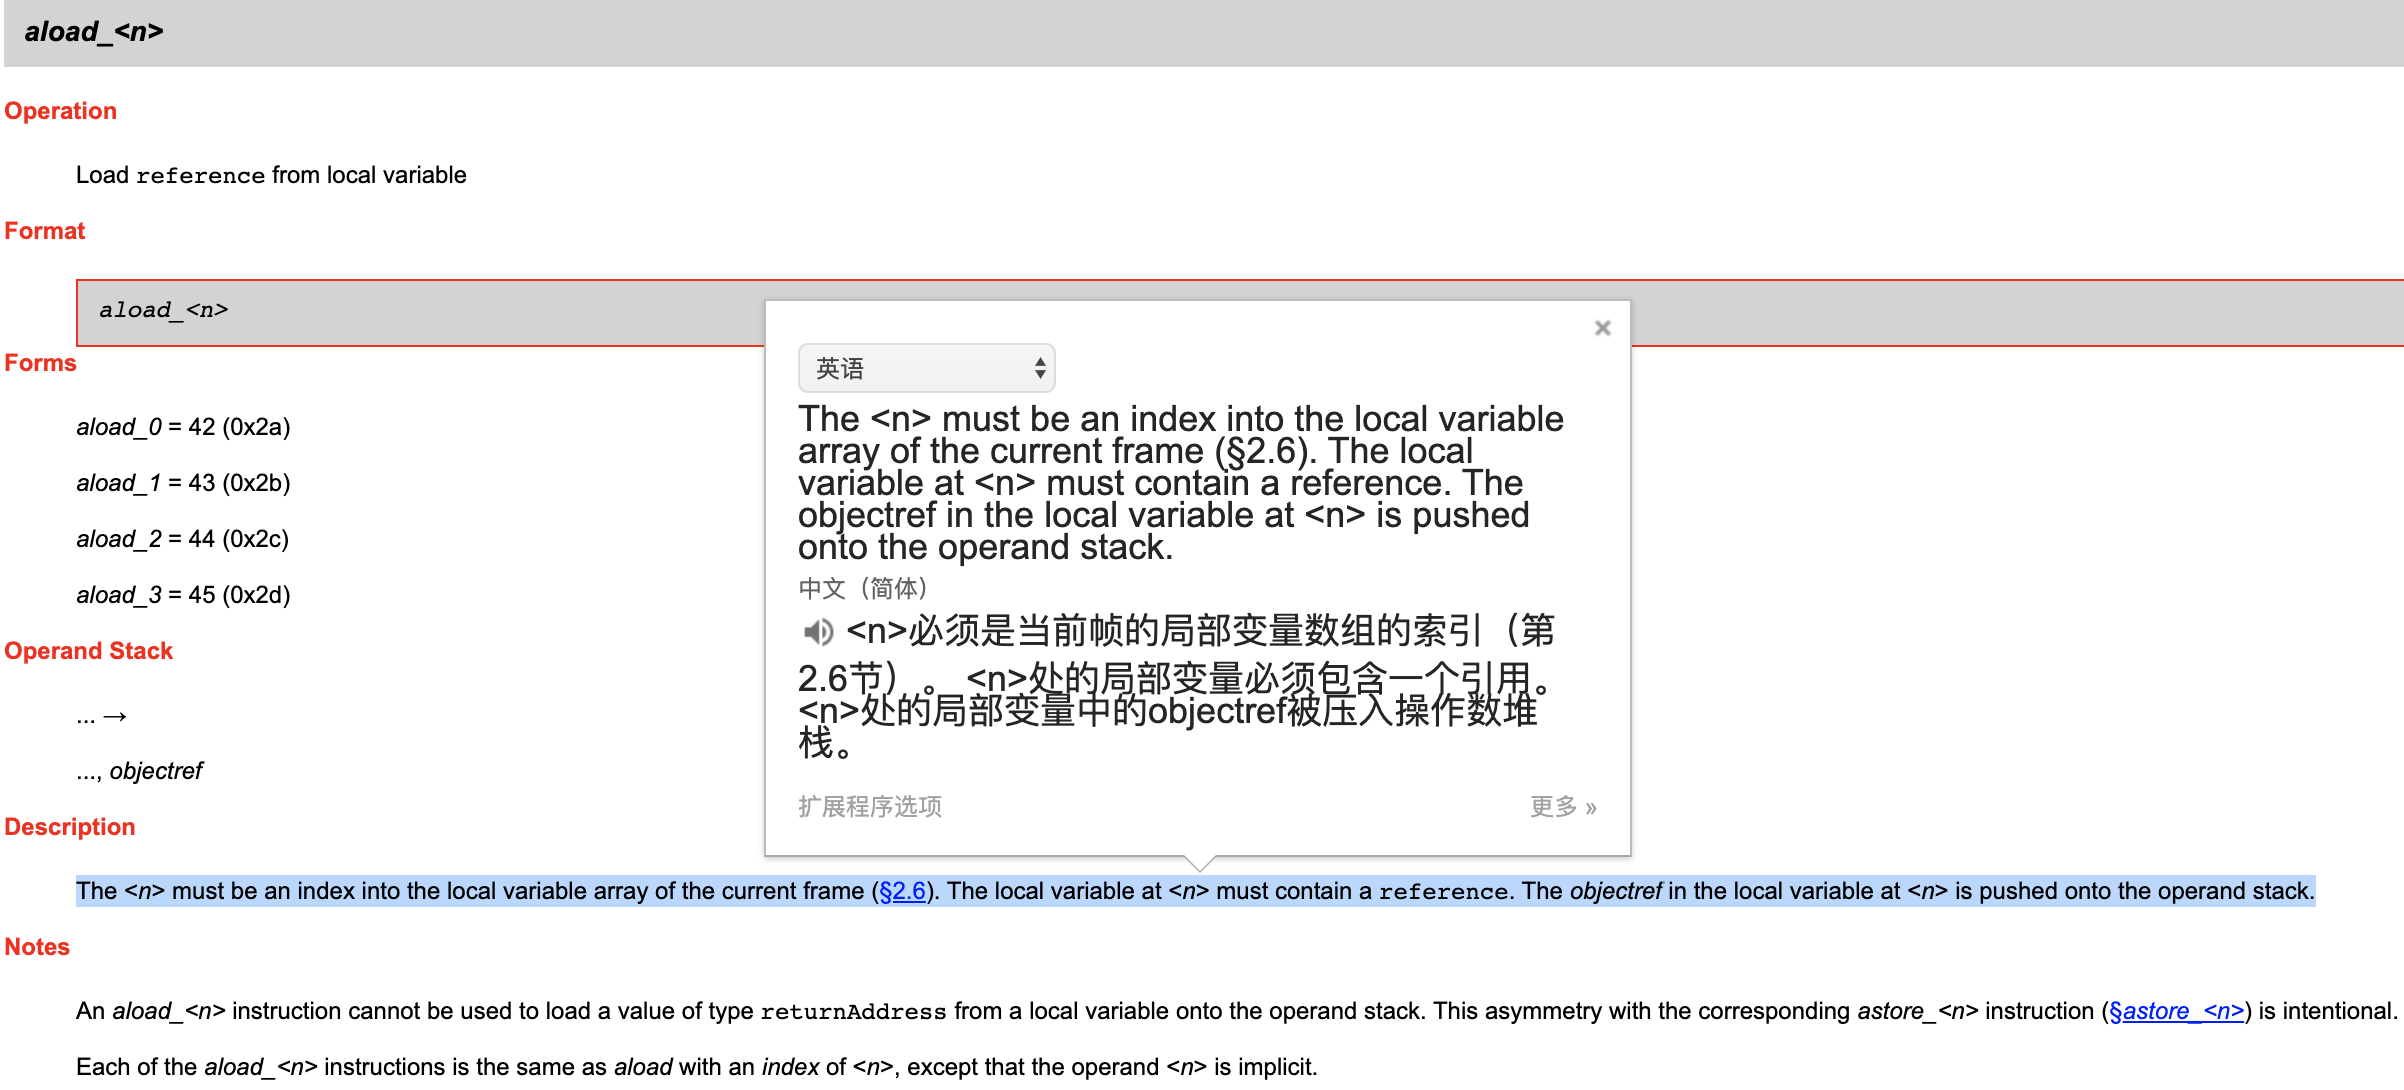 aload_<n>
Operation
Load reference from local variable
Format
aload_<n>
Forms
aload_0 = 42 (0x2a)
aload_1 = 43 (0x2b)
aload_2 = 44 (0x2c)
aload_3 = 45 (0x2d)
Operand Stack
... →
..., objectref
Description
×
英语
The <n> must be an index into the local variable
array of the current frame (§2.6). The local
variable at <n> must contain a reference. The
objectref in the local variable at <n> is pushed
onto the operand stack.
中文（简体）
<n>必须是当前帧的局部变量数组的索引（第
2.6节）。 <n>处的局部变量必须包含一个引用。
<n>处的局部变量中的objectref被压入操作数堆
栈。
扩展程序选项
更多 »
The <n> must be an index into the local variable array of the current frame (§2.6). The local variable at <n> must contain a reference. The objectref in the local variable at <n> is pushed onto the operand stack.
Notes
An aload_<n> instruction cannot be used to load a value of type returnAddress from a local variable onto the operand stack. This asymmetry with the corresponding astore_<n> instruction (§astore_<n>) is intentional.
Each of the aload_<n> instructions is the same as aload with an index of <n>, except that the operand <n> is implicit.